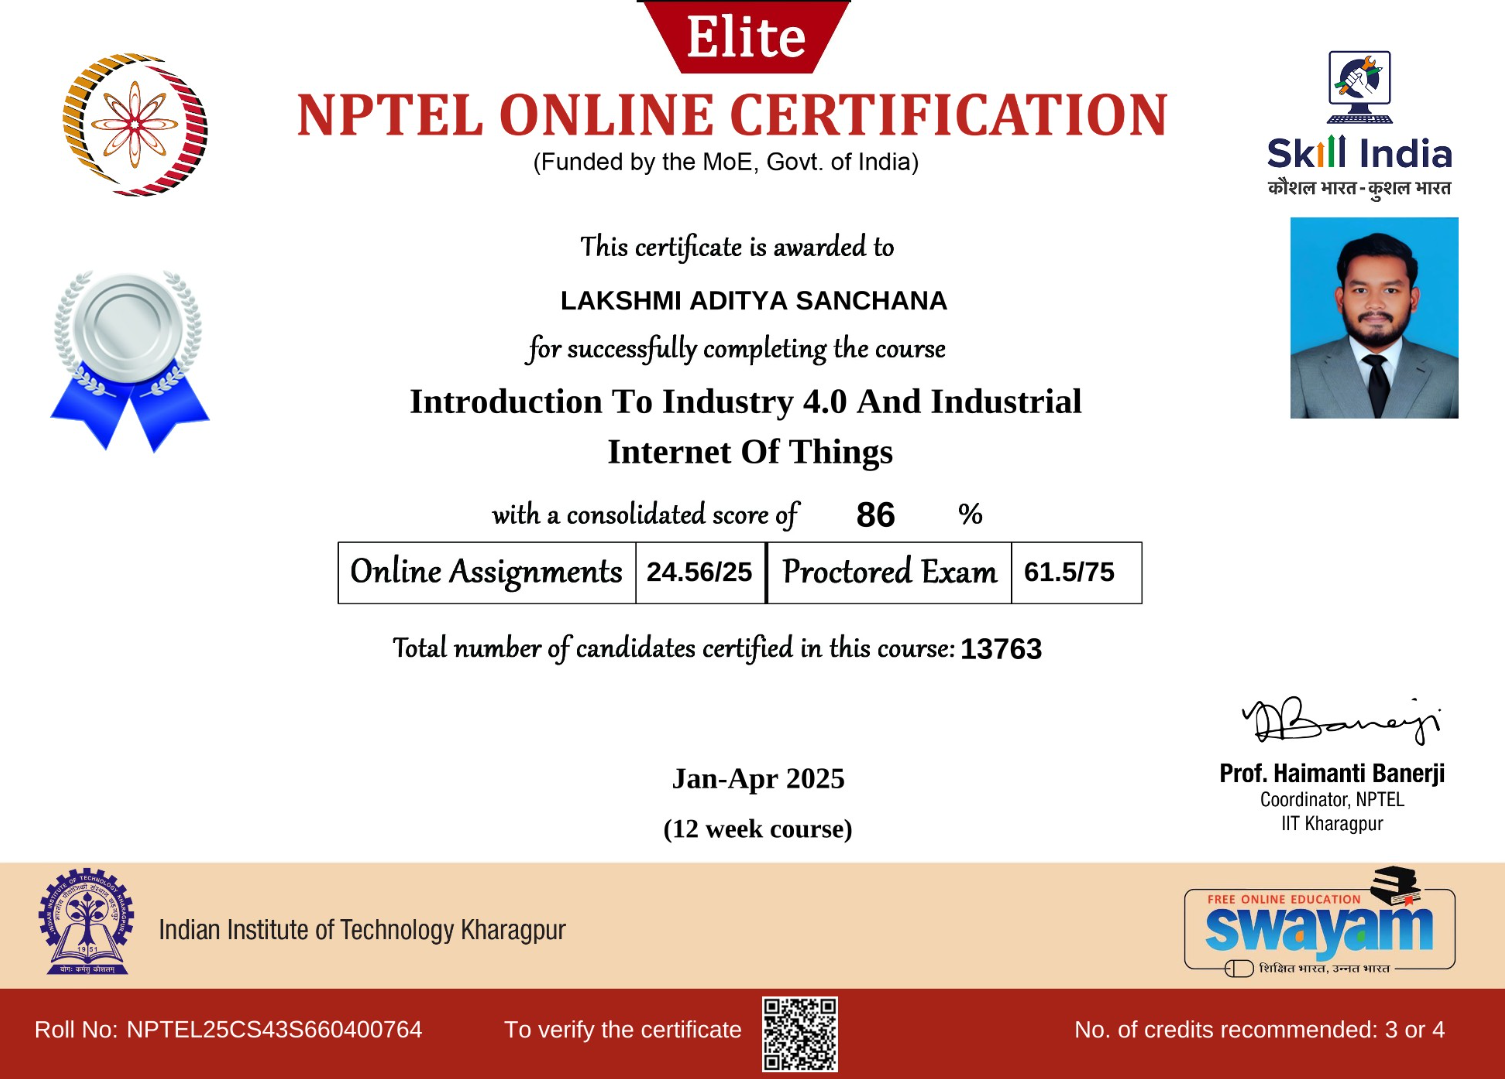 Elite
NPTEL ONLINE CERTIFICATION
(Funded by the MoE, Govt. of India)
Skill India
कौशल भारत - कुशल भारत
This certificate is awarded to
LAKSHMI ADITYA SANCHANA
for successfully completing the course
Introduction To Industry 4.0 And Industrial
Internet Of Things
with a consolidated score of 86 %
Online Assignments 24.56/25 Proctored Exam 61.5/75
Total number of candidates certified in this course: 13763
Prof. Haimanti Banerji
Coordinator, NPTEL
IIT Kharagpur
Jan-Apr 2025
(12 week course)
1951
योगः कर्मसु कौशलम्
Indian Institute of Technology Kharagpur
FREE ONLINE EDUCATION
swayam
शिक्षित भारत, उन्नत भारत
Roll No: NPTEL25CS43S660400764
To verify the certificate
No. of credits recommended: 3 or 4